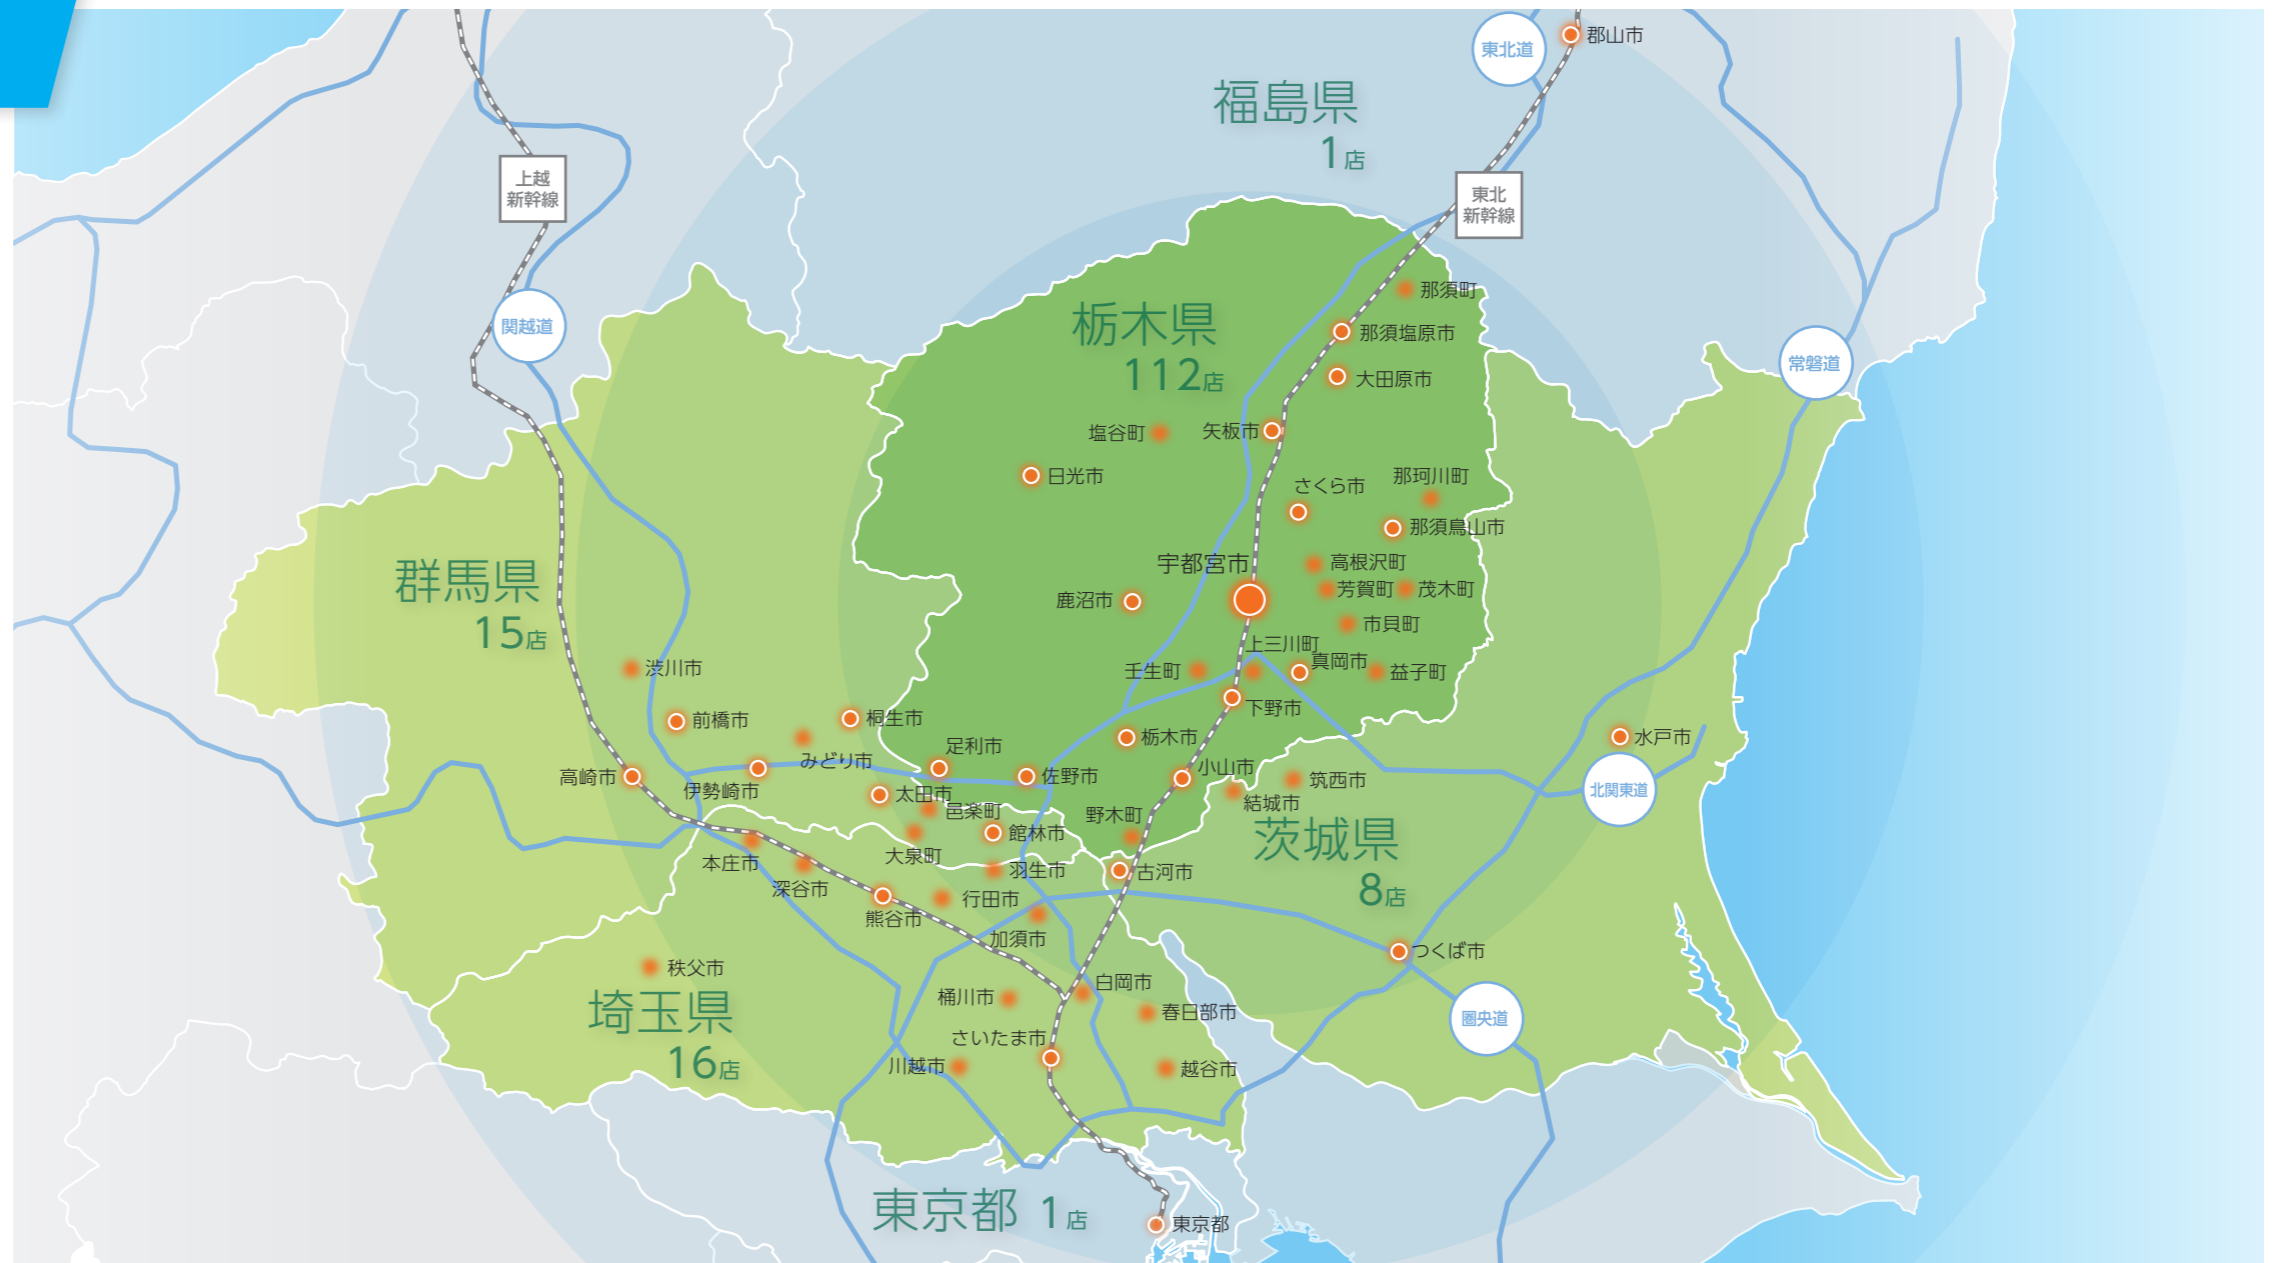 東北道
郡山市
福島県
1店
上越
新幹線
東北
新幹線
関越道
常磐道
栃木県
112店
那須町
那須塩原市
大田原市
塩谷町
矢板市
日光市
さくら市
那珂川町
那須烏山市
宇都宮市
高根沢町
芳賀町
茂木町
鹿沼市
市貝町
上三川町
壬生町
真岡市
益子町
下野市
栃木市
足利市
佐野市
小山市
野木町
群馬県
15店
渋川市
前橋市
桐生市
みどり市
高崎市
伊勢崎市
太田市
邑楽町
大泉町
館林市
水戸市
北関東道
筑西市
結城市
茨城県
8店
古河市
つくば市
圏央道
本庄市
深谷市
熊谷市
羽生市
行田市
加須市
秩父市
埼玉県
16店
桶川市
白岡市
春日部市
さいたま市
川越市
越谷市
東京都 1店
東京都